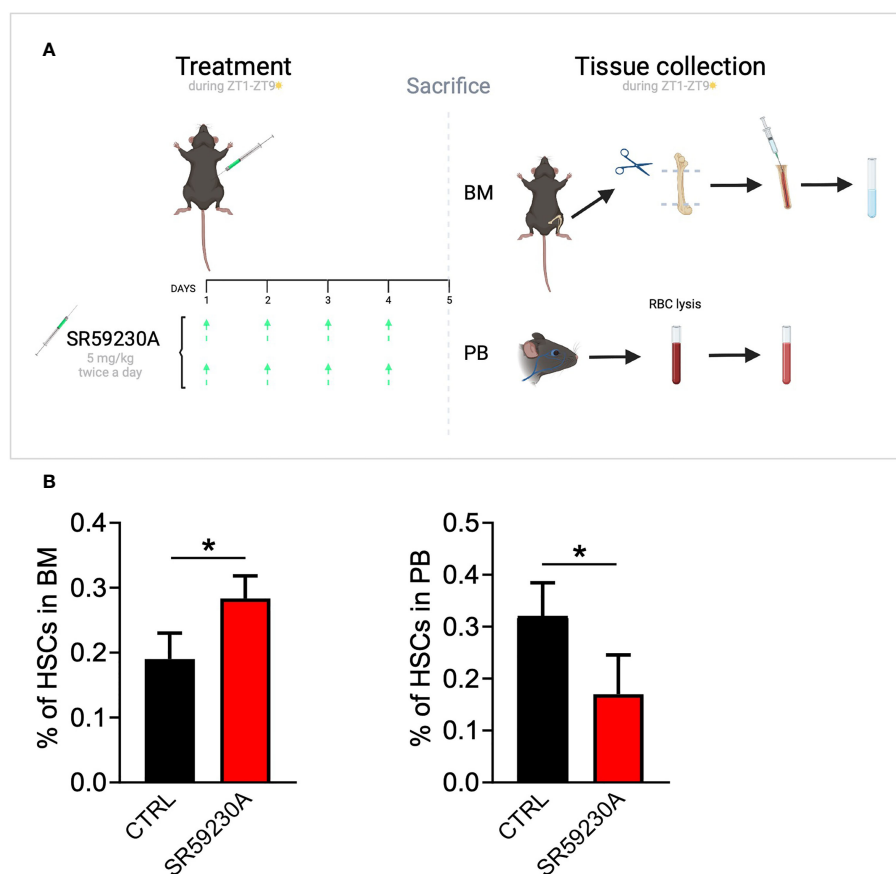 A
Treatment
during ZT1-ZT9
Sacrifice
Tissue collection
during ZT1-ZT9
BM
DAYS
1 2 3 4 5
SR59230A
5 mg/kg
twice a day
RBC lysis
PB
B
% of HSCs in BM
0.4
0.3
0.2
0.1
0.0
*
CTRL
SR59230A
% of HSCs in PB
0.5
0.4
0.3
0.2
0.1
0.0
*
CTRL
SR59230A